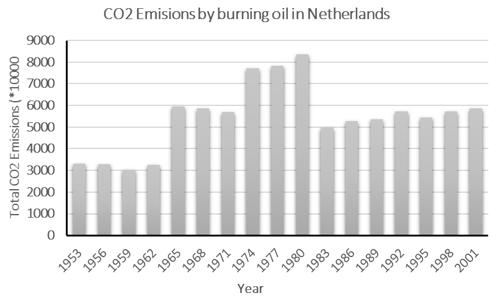 CO2 Emisions by burning oil in Netherlands
Total CO2 Emissions (*10000
9000
8000
7000
6000
5000
4000
3000
2000
1000
0
1953 1956 1959 1962 1965 1968 1971 1974 1977 1980 1983 1986 1989 1992 1995 1998 2001
Year